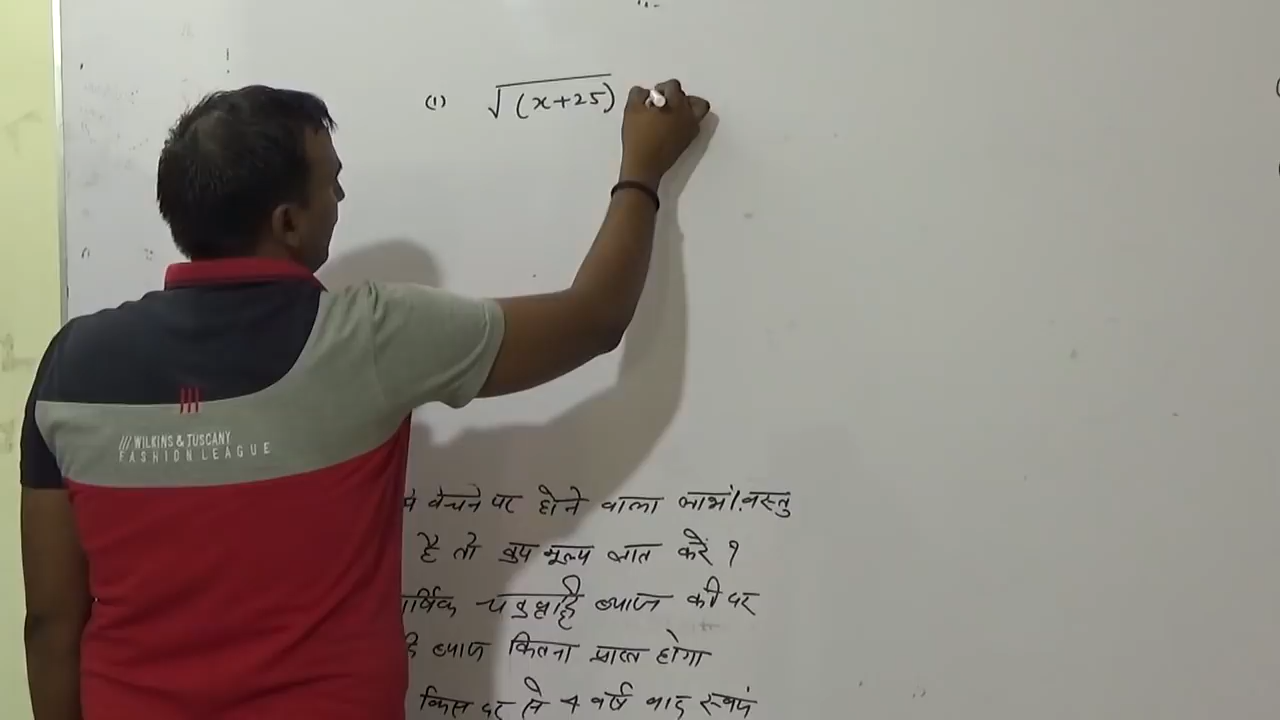 (1) √(x+25)
/// WILKINS & TUSCANY
FASHION LEAGUE
बेचने पर होने वाला लाभ। वस्तु
है तो क्रय मूल्य ज्ञात करें ?
वार्षिक चक्रवृद्धि ब्याज की दर
ब्याज कितना प्राप्त होगा
किस दर से 4 वर्ष बाद स्वयं